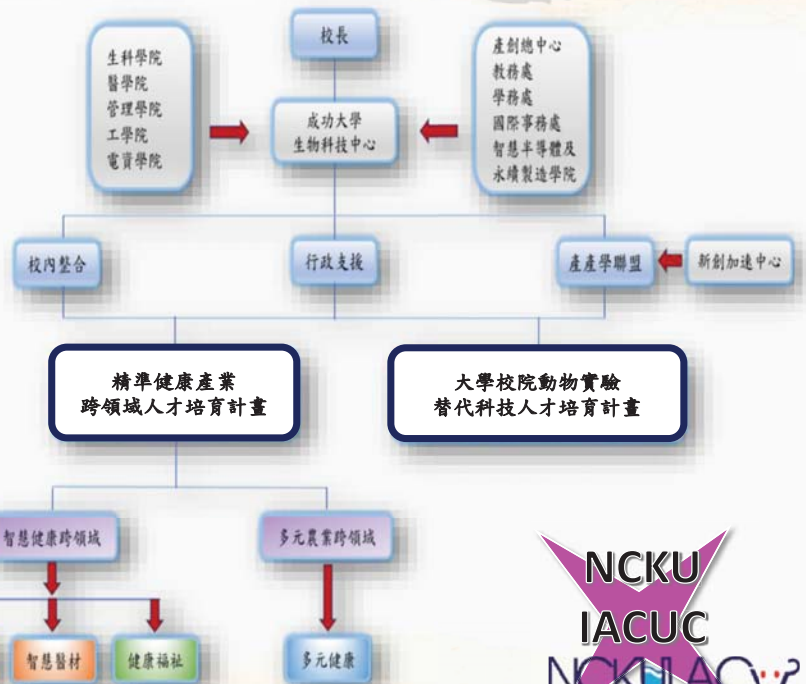 校長
生科學院
醫學院
管理學院
工學院
電資學院
成功大學
生物科技中心
產創總中心
教務處
學務處
國際事務處
智慧半導體及
永續製造學院
校內整合
行政支援
產產學聯盟
新創加速中心
精準健康產業
跨領域人才培育計畫
大學校院動物實驗
替代科技人才培育計畫
智慧健康跨領域
多元農業跨領域
智慧醫材
健康福祉
多元健康
NCKU
IACUC